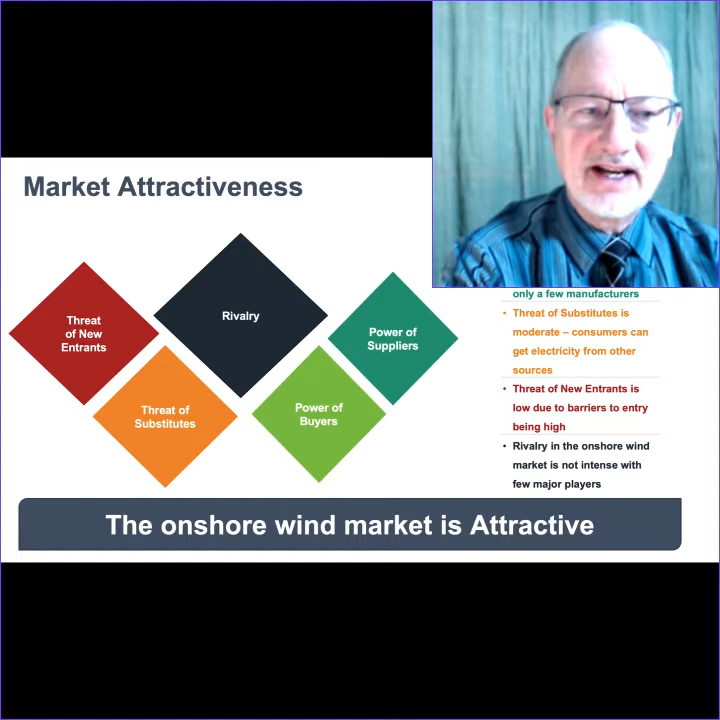 Market Attractiveness
Threat
of New
Entrants
Rivalry
Power of
Suppliers
Threat of
Substitutes
Power of
Buyers
only a few manufacturers
• Threat of Substitutes is
moderate – consumers can
get electricity from other
sources
• Threat of New Entrants is
low due to barriers to entry
being high
• Rivalry in the onshore wind
market is not intense with
few major players
The onshore wind market is Attractive